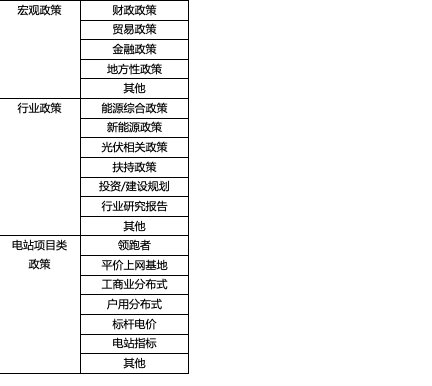 宏观政策 财政政策
贸易政策
金融政策
地方性政策
其他
行业政策 能源综合政策
新能源政策
光伏相关政策
扶持政策
投资/建设规划
行业研究报告
其他
电站项目类 领跑者
政策 平价上网基地
工商业分布式
户用分布式
标杆电价
电站指标
其他